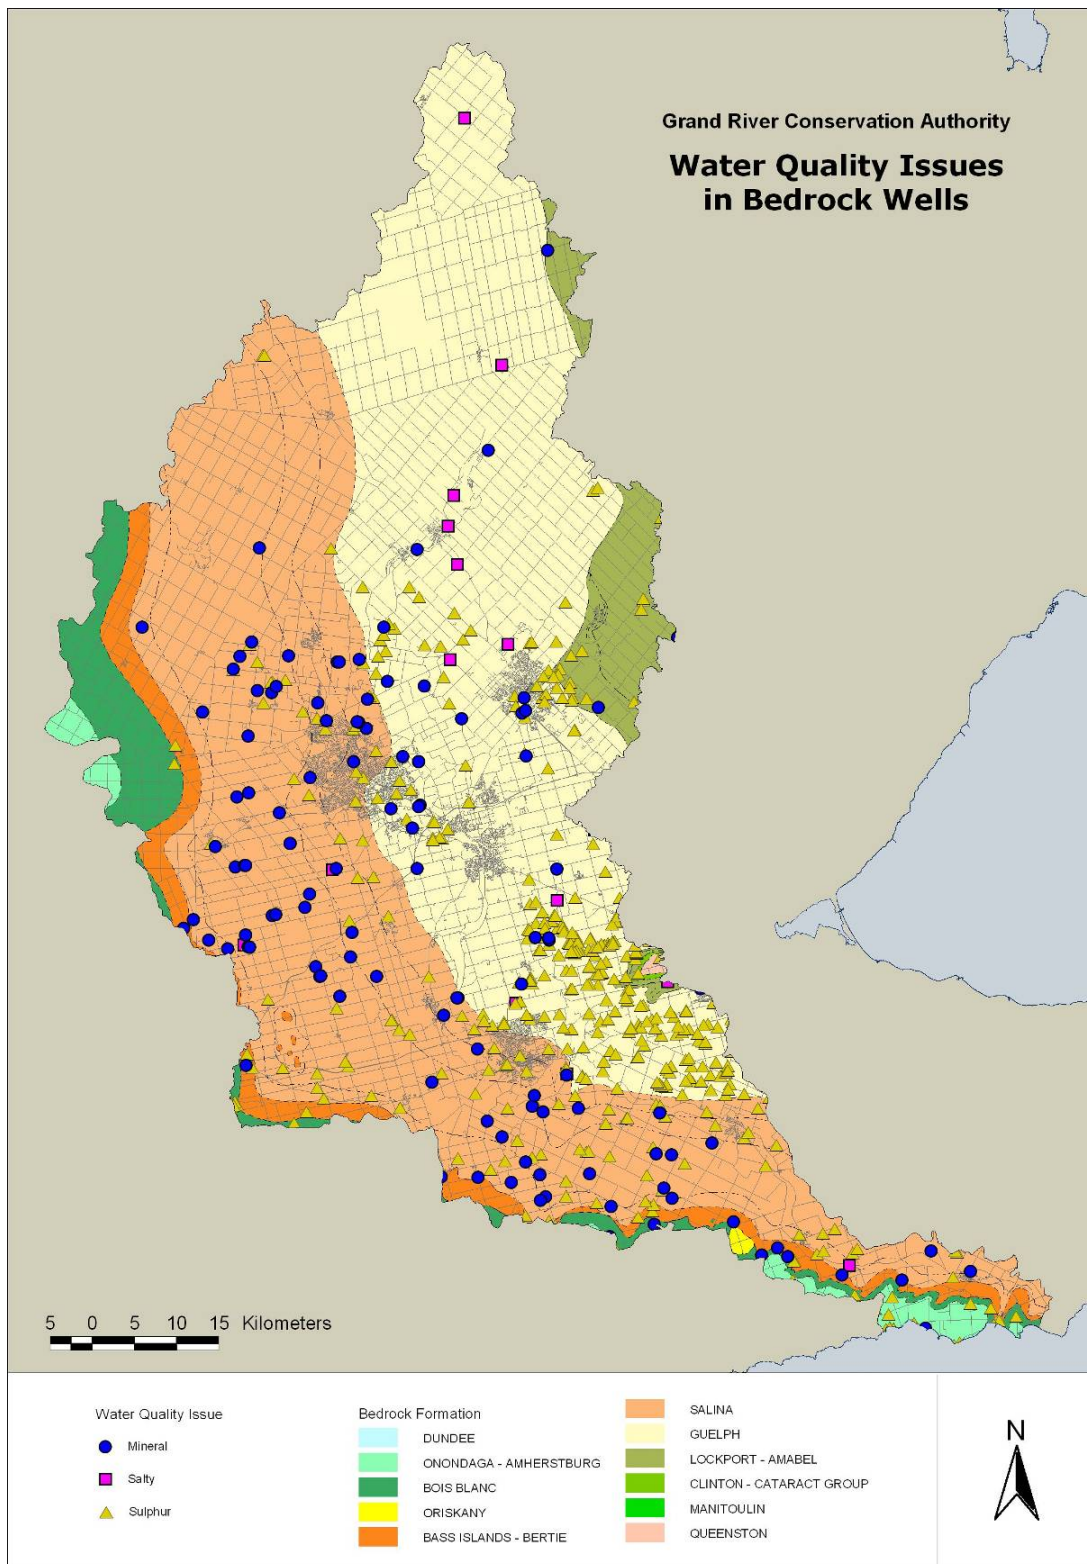 Grand River Conservation Authority
Water Quality Issues
in Bedrock Wells
5 0 5 10 15 Kilometers
Water Quality Issue
Mineral
Salty
Sulphur
Bedrock Formation
DUNDEE
ONONDAGA - AMHERSTBURG
BOIS BLANC
ORISKANY
BASS ISLANDS - BERTIE
SALINA
GUELPH
LOCKPORT - AMABEL
CLINTON - CATARACT GROUP
MANITOULIN
QUEENSTON
N